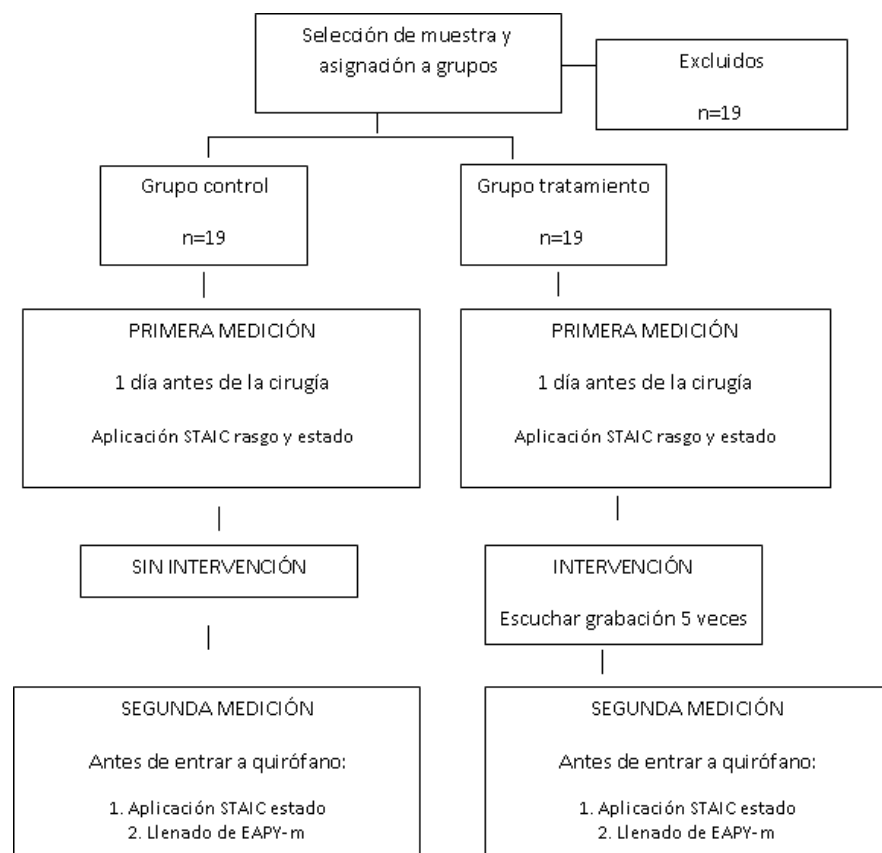 Selección de muestra y
asignación a grupos
Excluidos
n=19
Grupo control
n=19
Grupo tratamiento
n=19
PRIMERA MEDICIÓN
1 día antes de la cirugía
Aplicación STAIC rasgo y estado
PRIMERA MEDICIÓN
1 día antes de la cirugía
Aplicación STAIC rasgo y estado
SIN INTERVENCIÓN
INTERVENCIÓN
Escuchar grabación 5 veces
SEGUNDA MEDICIÓN
Antes de entrar a quirófano:
1. Aplicación STAIC estado
2. Llenado de EAPY-m
SEGUNDA MEDICIÓN
Antes de entrar a quirófano:
1. Aplicación STAIC estado
2. Llenado de EAPY-m